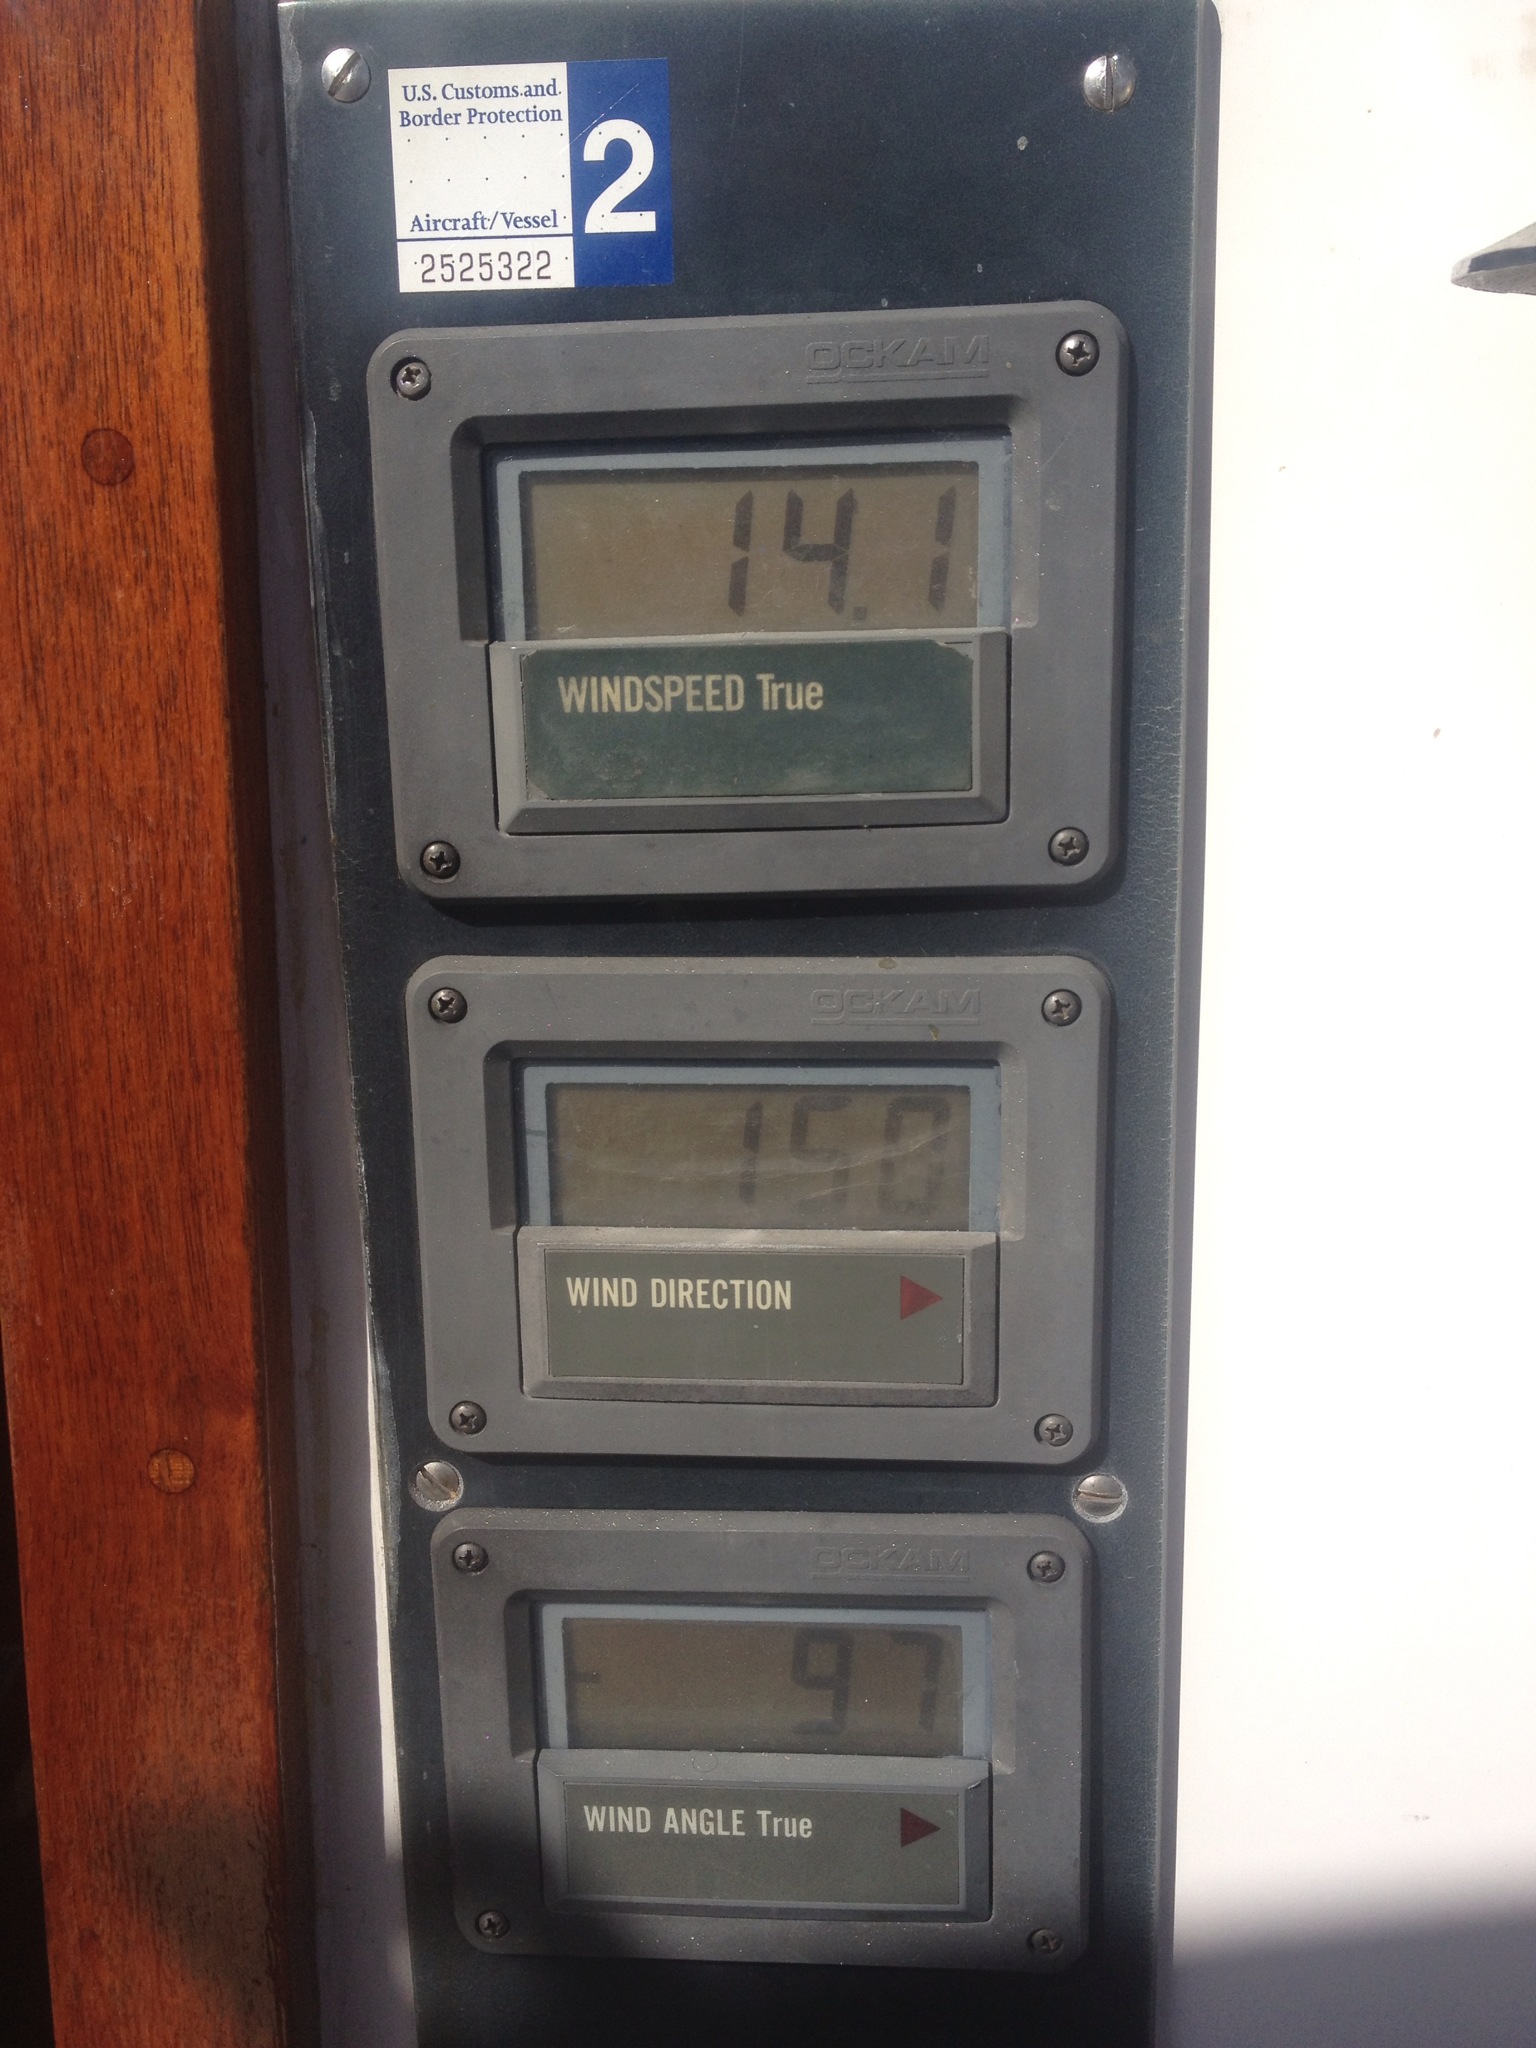 U.S. Customs and
Border Protection
2
Aircraft/Vessel
2525322
OCKAM
14.1
WINDSPEED True
OCKAM
150
WIND DIRECTION
OCKAM
- 97
WIND ANGLE True